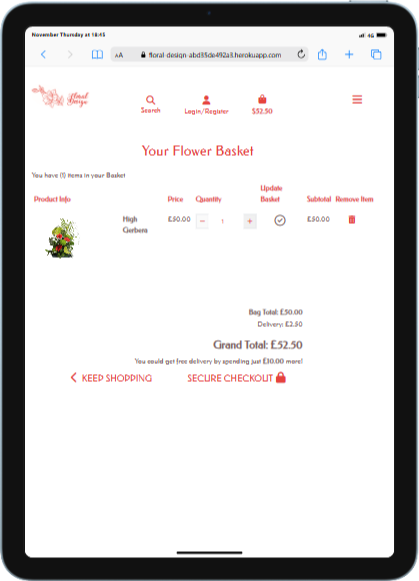 November Thursday at 18:45
4G
AA
floral-design-abd35de492a3.herokuapp.com
Floral Design
Search
Login/Register
$52.50
Your Flower Basket
You have (1) items in your Basket
Product Info Price Quantity Update Basket Subtotal Remove Item
High Gerbera £50.00 - 1 + £50.00
Bag Total: £50.00
Delivery: £2.50
Grand Total: £52.50
You could get free delivery by spending just £10.00 more!
KEEP SHOPPING SECURE CHECKOUT